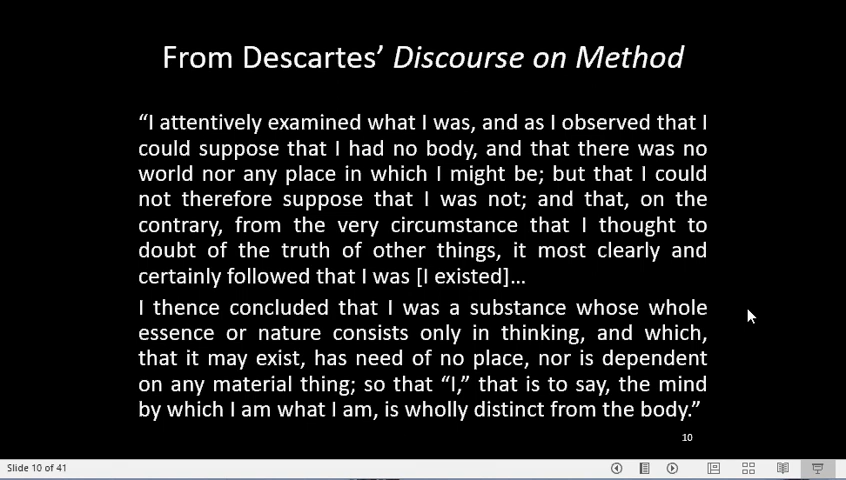 From Descartes’ Discourse on Method
“I attentively examined what I was, and as I observed that I
could suppose that I had no body, and that there was no
world nor any place in which I might be; but that I could
not therefore suppose that I was not; and that, on the
contrary, from the very circumstance that I thought to
doubt of the truth of other things, it most clearly and
certainly followed that I was [I existed]…
I thence concluded that I was a substance whose whole
essence or nature consists only in thinking, and which,
that it may exist, has need of no place, nor is dependent
on any material thing; so that “I,” that is to say, the mind
by which I am what I am, is wholly distinct from the body.”
10
Slide 10 of 41